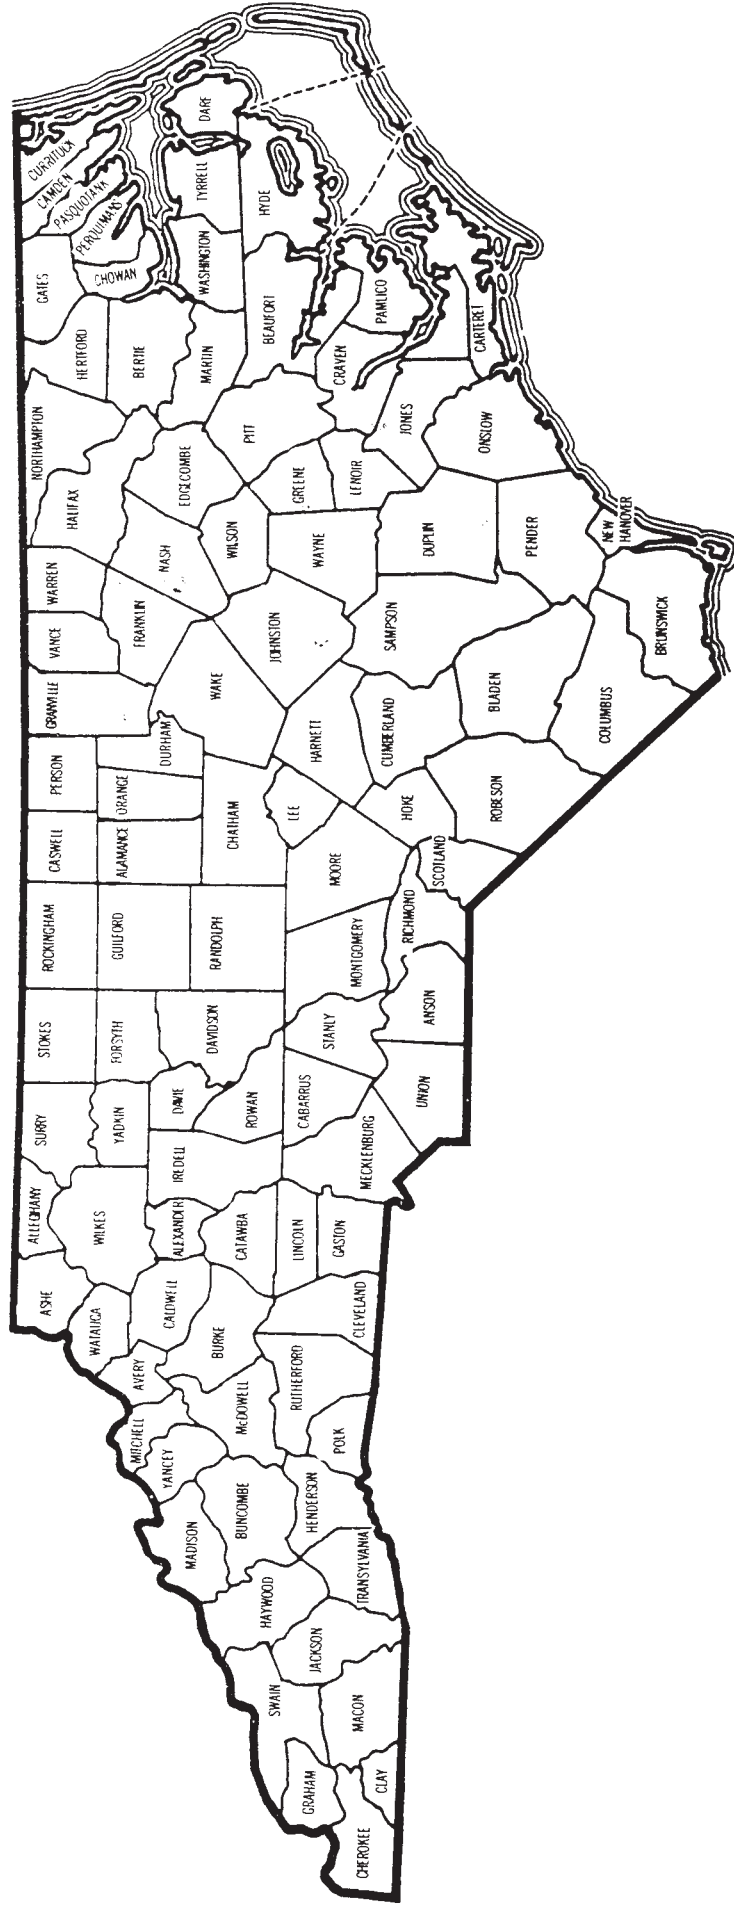 CHEROKEE
GRAHAM
CLAY
SWAIN
MACON
JACKSON
HAYWOOD
TRANSYLVANIA
MADISON
BUNCOMBE
HENDERSON
YANCEY
MITCHELL
McDOWELL
POLK
RUTHERFORD
AVERY
BURKE
CLEVELAND
WATAUGA
CALDWELL
ASHE
ALLEGHANY
WILKES
ALEXANDER
CATAWBA
LINCOLN
GASTON
SURRY
YADKIN
IREDELL
DAVIE
ROWAN
CABARRUS
MECKLENBURG
UNION
STOKES
FORSYTH
DAVIDSON
STANLY
ANSON
ROCKINGHAM
GUILFORD
RANDOLPH
MONTGOMERY
RICHMOND
CASWELL
ALAMANCE
CHATHAM
MOORE
SCOTLAND
PERSON
ORANGE
DURHAM
LEE
HOKE
ROBESON
GRANVILLE
WAKE
HARNETT
CUMBERLAND
BLADEN
COLUMBUS
BRUNSWICK
VANCE
WARREN
FRANKLIN
JOHNSTON
SAMPSON
HALIFAX
NASH
WILSON
WAYNE
DUPLIN
PENDER
NEW
HANOVER
NORTHAMPTON
EDGECOMBE
PITT
GREENE
LENOIR
JONES
ONSLOW
HERTFORD
BERTIE
MARTIN
BEAUFORT
CRAVEN
PAMLICO
CARTERET
GATES
CHOWAN
PERQUIMANS
PASQUOTANK
CAMDEN
CURRITUCK
WASHINGTON
TYRRELL
DARE
HYDE